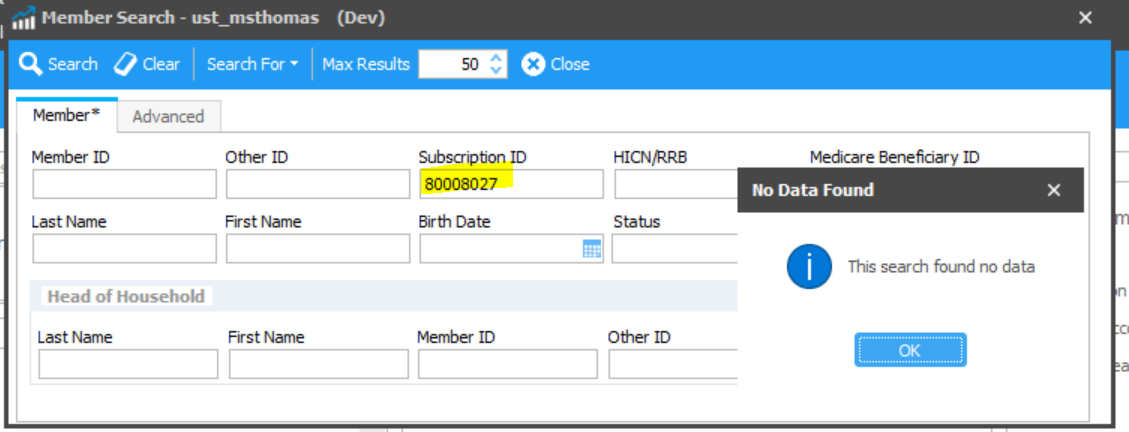 Member Search - ust_msthomas (Dev)
Search Clear Search For Max Results 50 Close
Member* Advanced
Member ID Other ID Subscription ID HICN/RRB Medicare Beneficiary ID
80008027
No Data Found
Last Name First Name Birth Date Status
This search found no data
Head of Household
Last Name First Name Member ID Other ID
OK